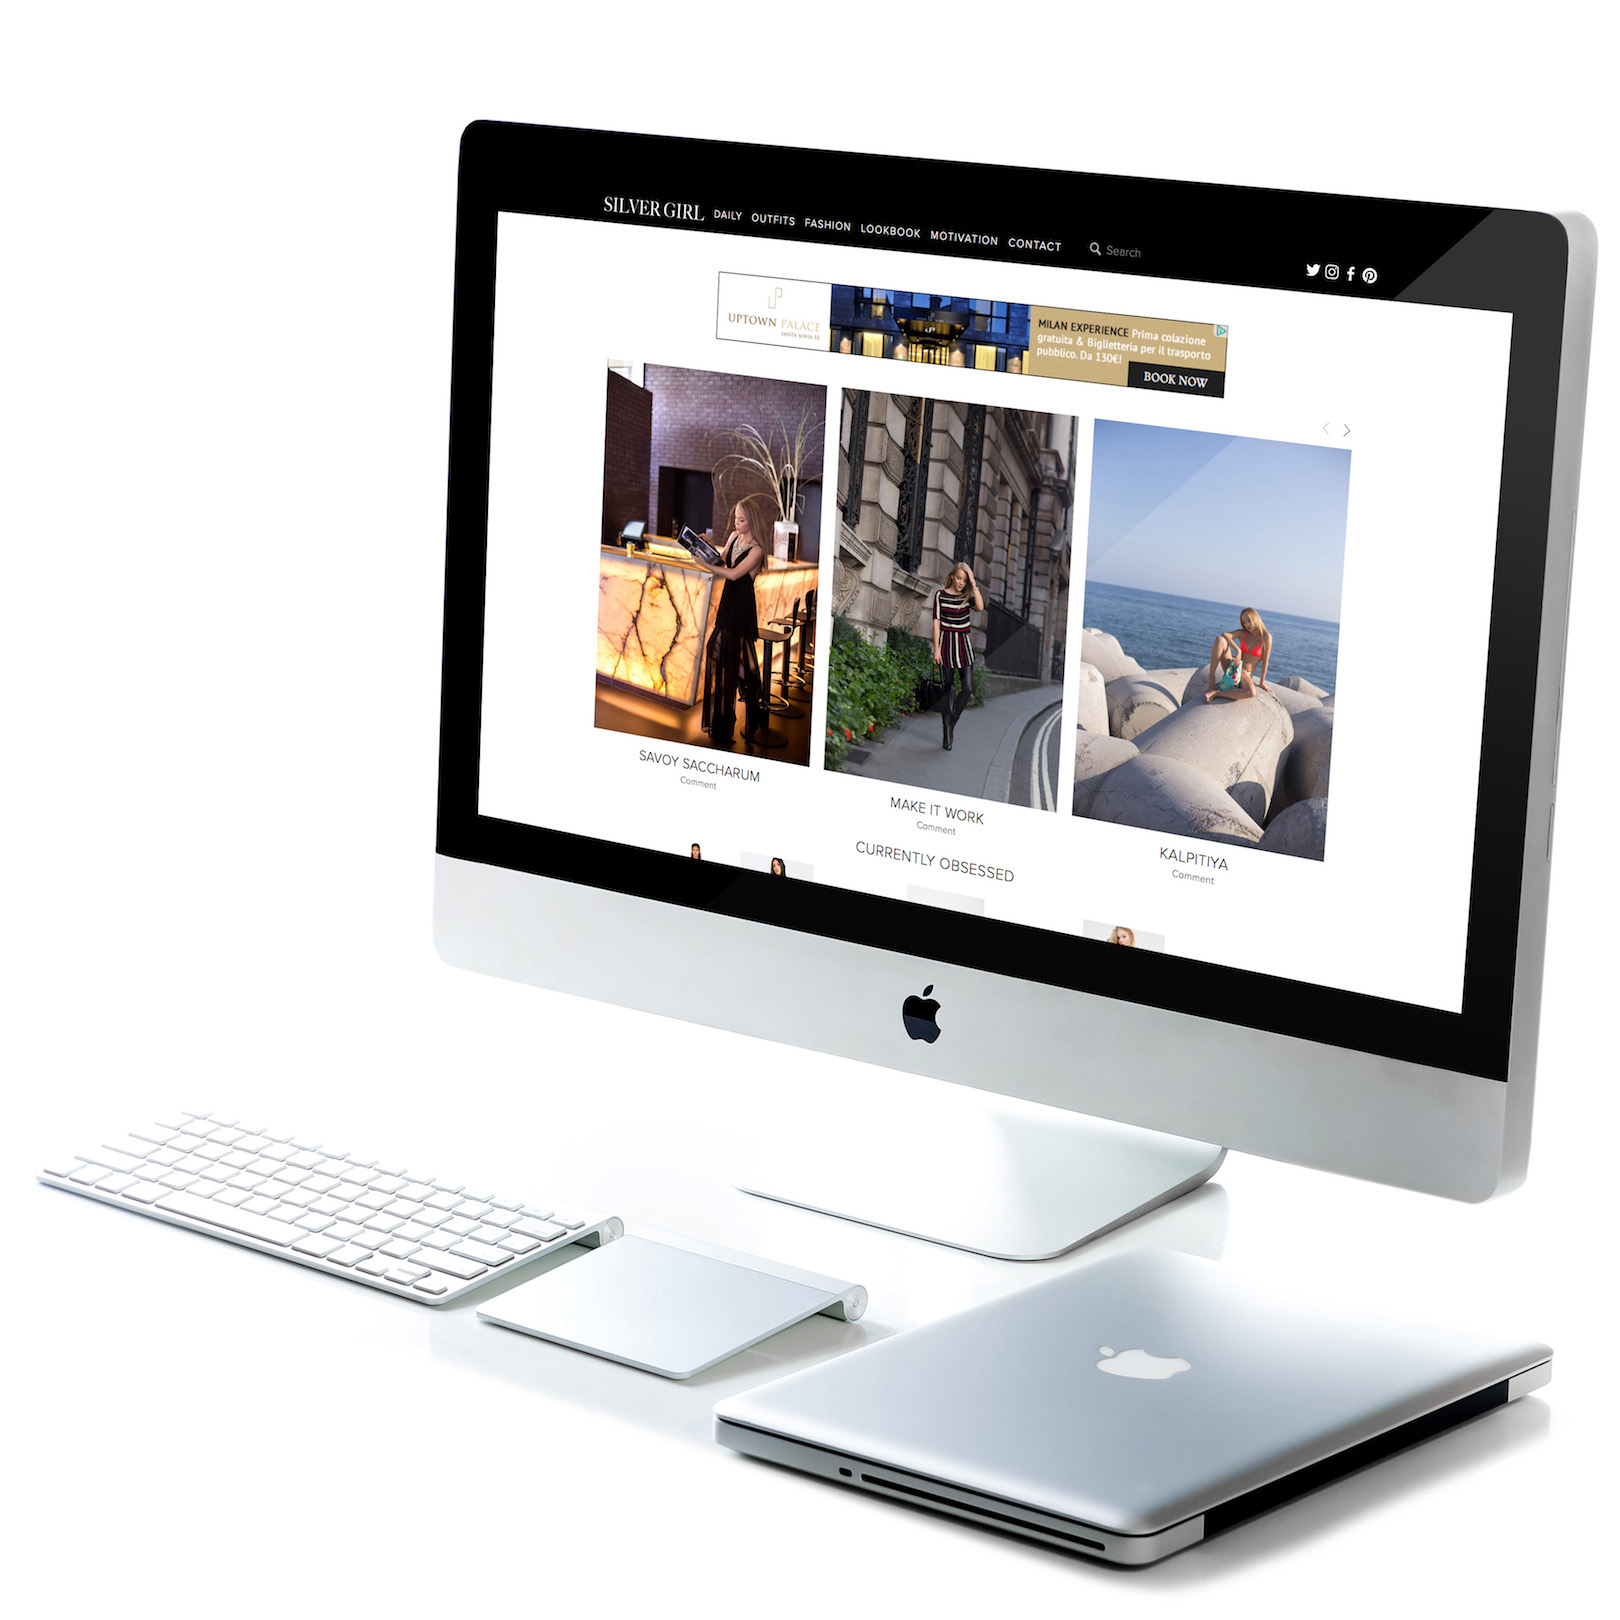 SILVER GIRL DAILY OUTFITS FASHION LOOKBOOK MOTIVATION CONTACT Search
UPTOWN PALACE
SANTA SOFIA 10
MILAN EXPERIENCE Prima colazione
gratuita & Biglietteria per il trasporto
pubblico. Da 130€!
BOOK NOW
SAVOY SACCHARUM
Comment
MAKE IT WORK
Comment
KALPITIYA
Comment
CURRENTLY OBSESSED